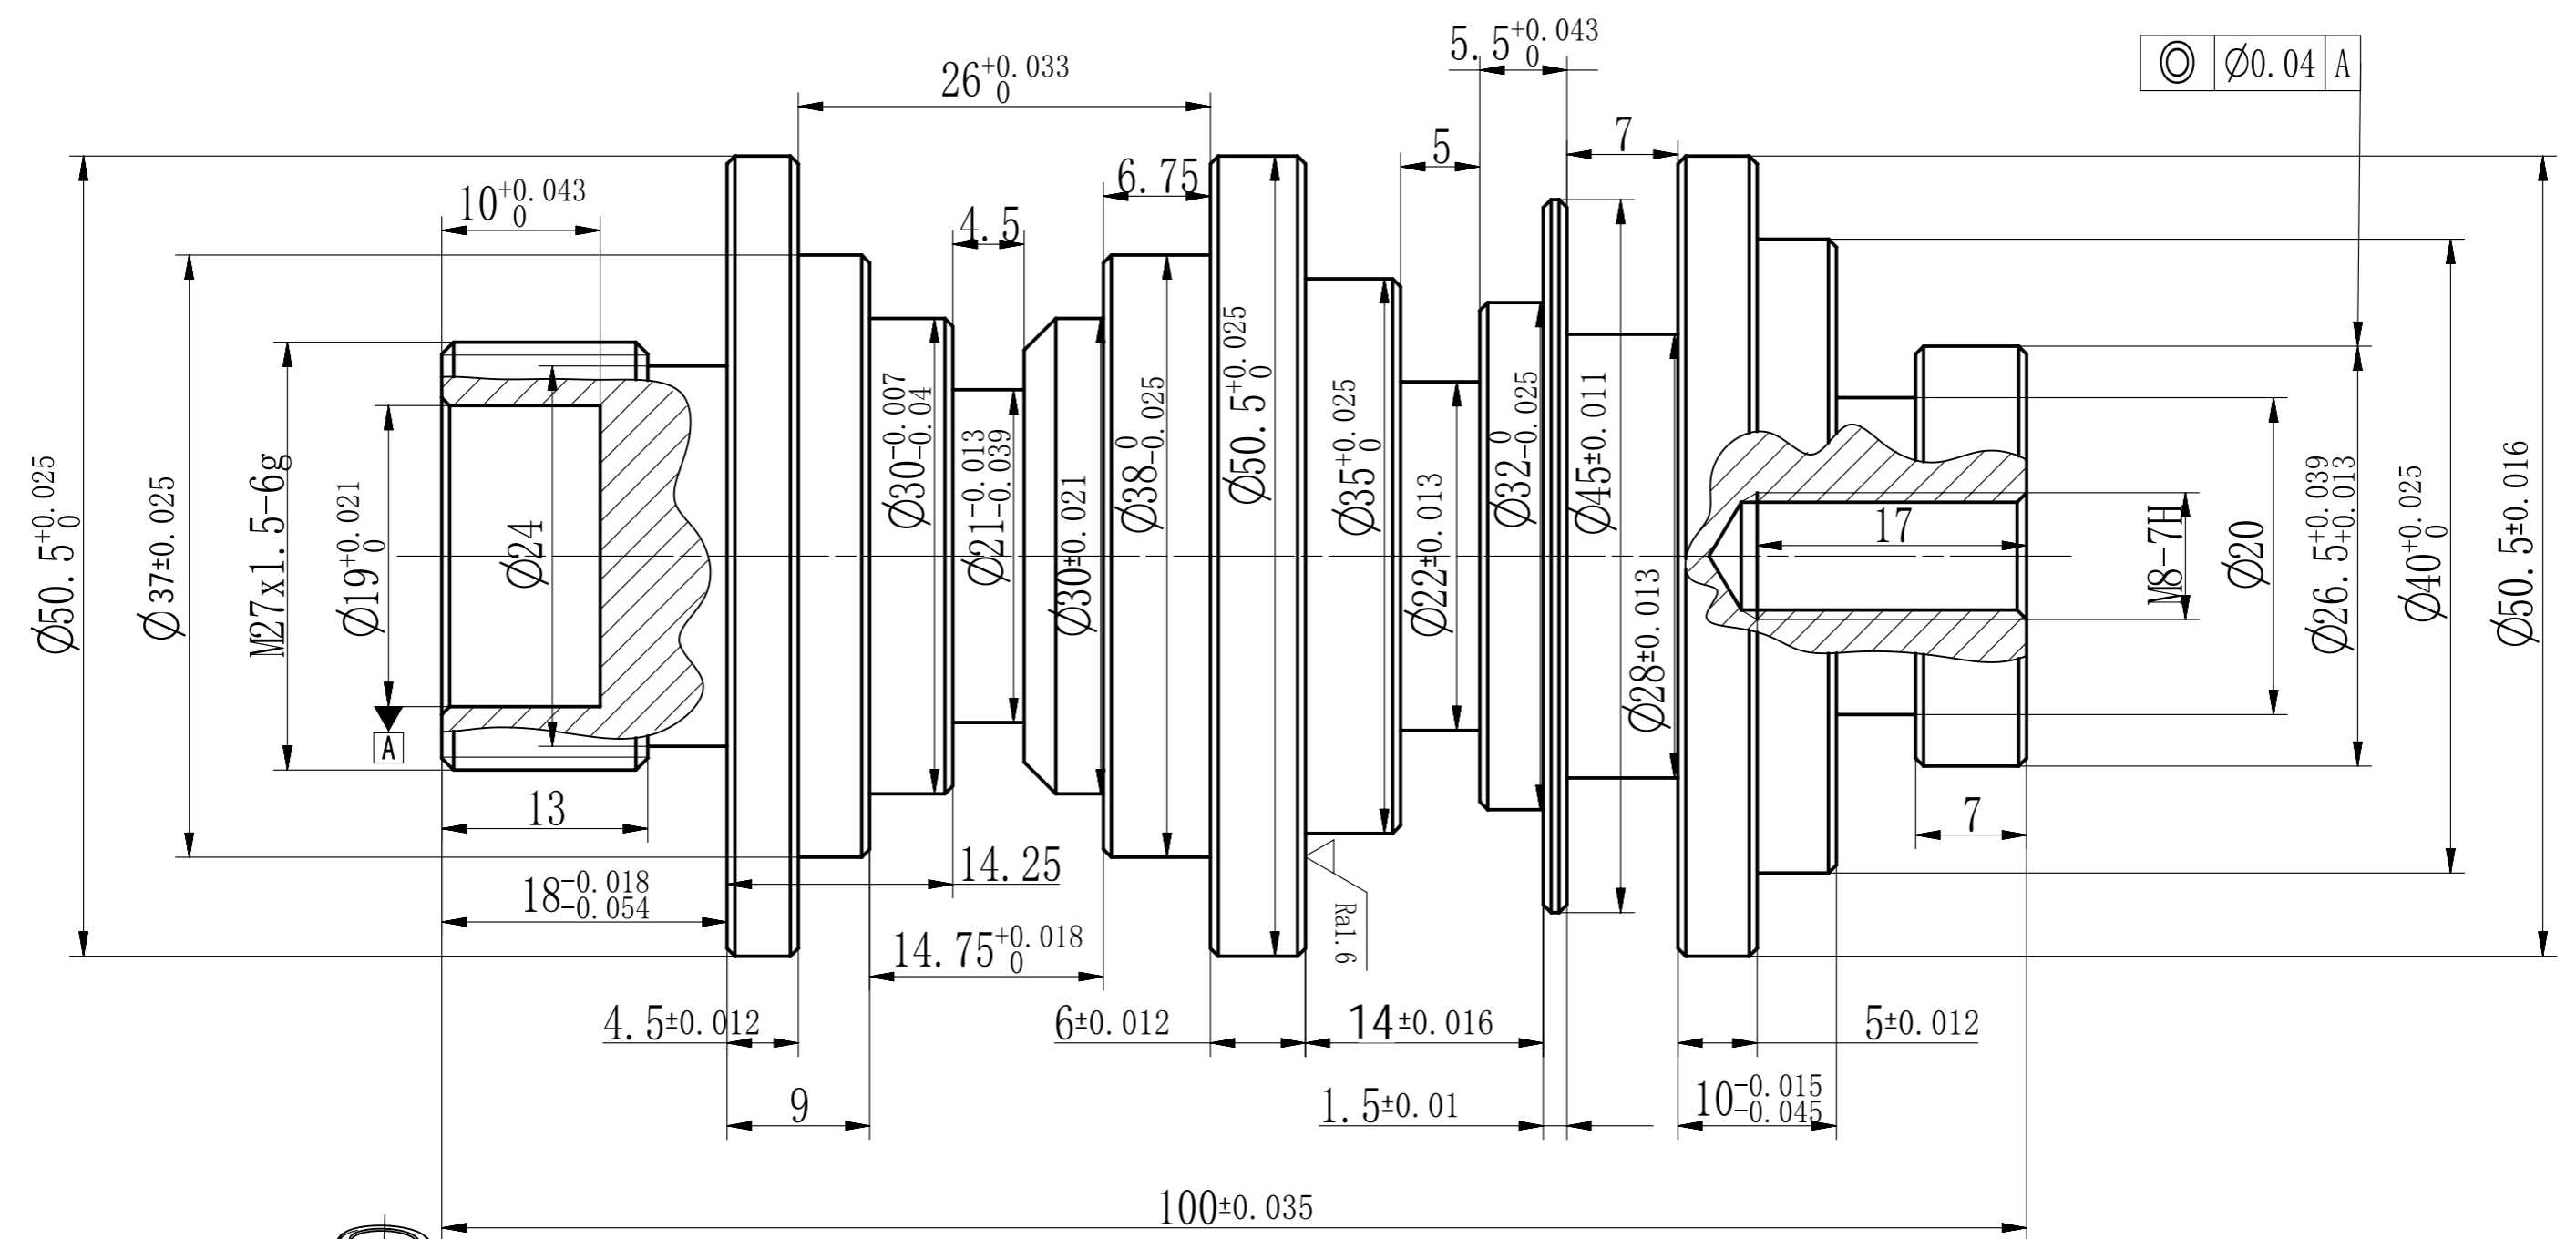 5.5+0.043 0
◎ Ø0.04 A
26+0.033 0
7
5
6.75
10+0.043 0
4.5
Ø50.5+0.025 0
Ø37±0.025
M27x1.5-6g
Ø19+0.021 0
Ø24
Ø30-0.007 -0.04
Ø21-0.013 -0.039
Ø30±0.021
Ø38 0 -0.025
Ø50.5+0.025 0
Ø35+0.025 0
Ø22±0.013
Ø32 0 -0.025
Ø45±0.011
Ø28±0.013
17
M8-7H
Ø20
Ø26.5+0.039 +0.013
Ø40+0.025 0
Ø50.5±0.016
A
13
7
14.25
18-0.018 -0.054
Ra1.6
14.75+0.018 0
4.5±0.012
6±0.012
14±0.016
5±0.012
9
1.5±0.01
10-0.015 -0.045
100±0.035